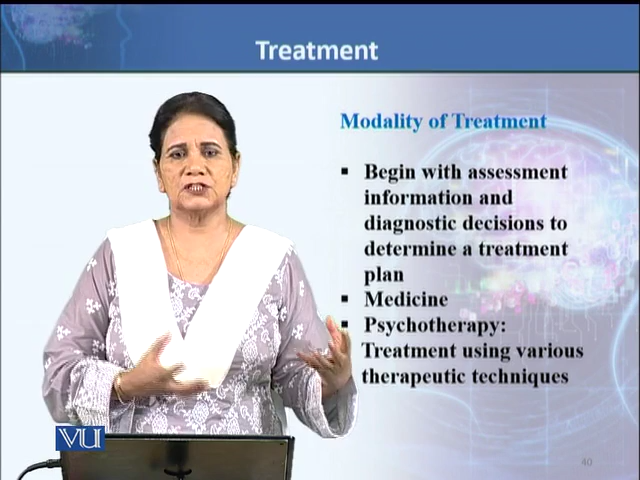 Treatment
Modality of Treatment
▪ Begin with assessment
information and
diagnostic decisions to
determine a treatment
plan
▪ Medicine
▪ Psychotherapy:
Treatment using various
therapeutic techniques
VU
40